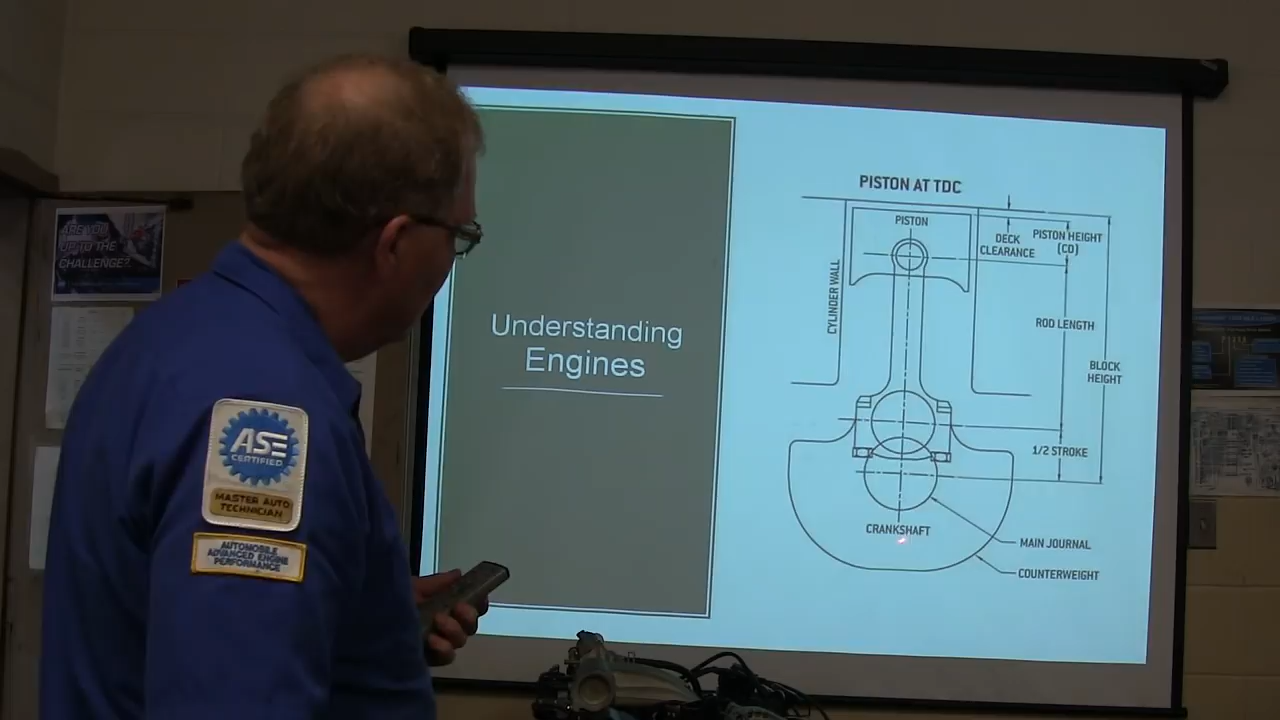 ARE YOU
UP TO THE
CHALLENGE?
ASE
CERTIFIED
MASTER AUTO
TECHNICIAN
AUTOMOBILE
ADVANCED ENGINE
PERFORMANCE
Understanding
Engines
PISTON AT TDC
PISTON
DECK
CLEARANCE
PISTON HEIGHT
(CD)
CYLINDER WALL
ROD LENGTH
BLOCK
HEIGHT
1/2 STROKE
CRANKSHAFT
MAIN JOURNAL
COUNTERWEIGHT